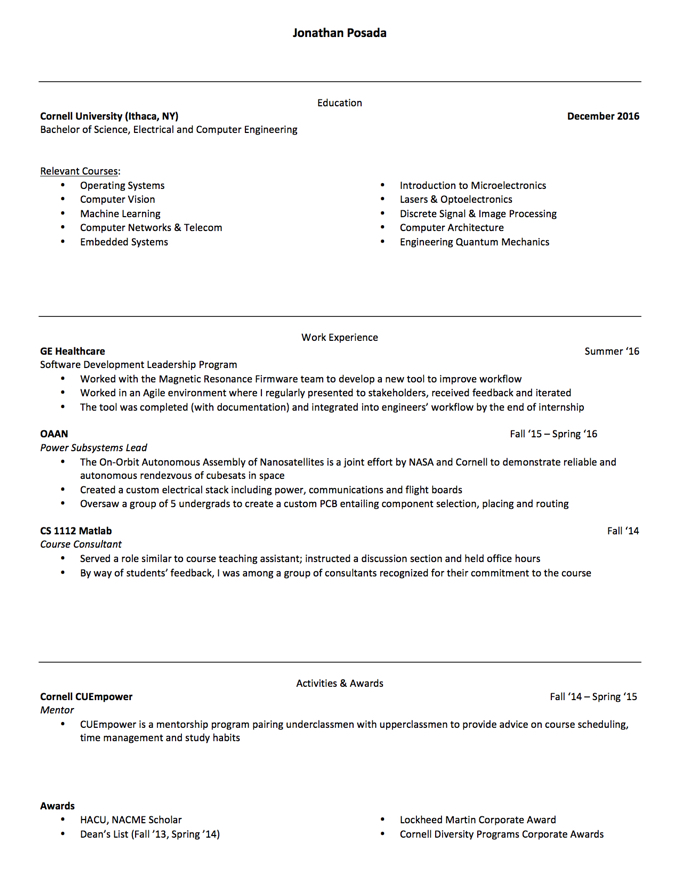 Jonathan Posada
Education
Cornell University (Ithaca, NY) December 2016
Bachelor of Science, Electrical and Computer Engineering
Relevant Courses:
• Operating Systems
• Computer Vision
• Machine Learning
• Computer Networks & Telecom
• Embedded Systems
• Introduction to Microelectronics
• Lasers & Optoelectronics
• Discrete Signal & Image Processing
• Computer Architecture
• Engineering Quantum Mechanics
Work Experience
GE Healthcare Summer ‘16
Software Development Leadership Program
• Worked with the Magnetic Resonance Firmware team to develop a new tool to improve workflow
• Worked in an Agile environment where I regularly presented to stakeholders, received feedback and iterated
• The tool was completed (with documentation) and integrated into engineers’ workflow by the end of internship
OAAN Fall ‘15 – Spring ‘16
Power Subsystems Lead
• The On-Orbit Autonomous Assembly of Nanosatellites is a joint effort by NASA and Cornell to demonstrate reliable and
autonomous rendezvous of cubesats in space
• Created a custom electrical stack including power, communications and flight boards
• Oversaw a group of 5 undergrads to create a custom PCB entailing component selection, placing and routing
CS 1112 Matlab Fall ‘14
Course Consultant
• Served a role similar to course teaching assistant; instructed a discussion section and held office hours
• By way of students’ feedback, I was among a group of consultants recognized for their commitment to the course
Activities & Awards
Cornell CUEmpower Fall ‘14 – Spring ‘15
Mentor
• CUEmpower is a mentorship program pairing underclassmen with upperclassmen to provide advice on course scheduling,
time management and study habits
Awards
• HACU, NACME Scholar
• Dean’s List (Fall ‘13, Spring ’14)
• Lockheed Martin Corporate Award
• Cornell Diversity Programs Corporate Awards